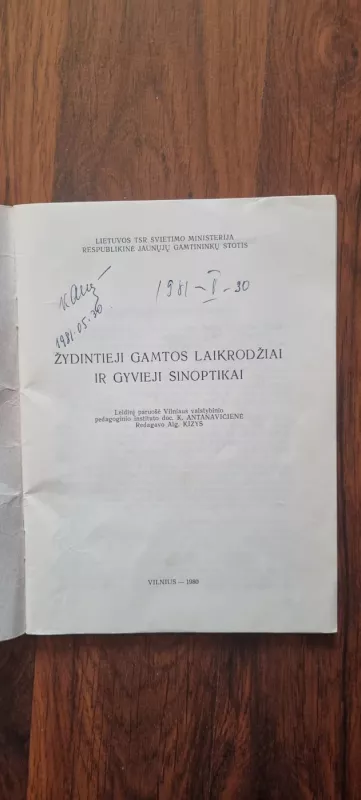 LIETUVOS TSR ŠVIETIMO MINISTERIJA
RESPUBLIKINĖ JAUNŲJŲ GAMTININKŲ STOTIS
1981-05-30
1981-V-30
ŽYDINTIEJI GAMTOS LAIKRODŽIAI
IR GYVIEJI SINOPTIKAI
Leidinį paruošė Vilniaus valstybinio
pedagoginio instituto doc. K. ANTANAVIČIENĖ
Redagavo Alg. KIZYS
VILNIUS — 1980